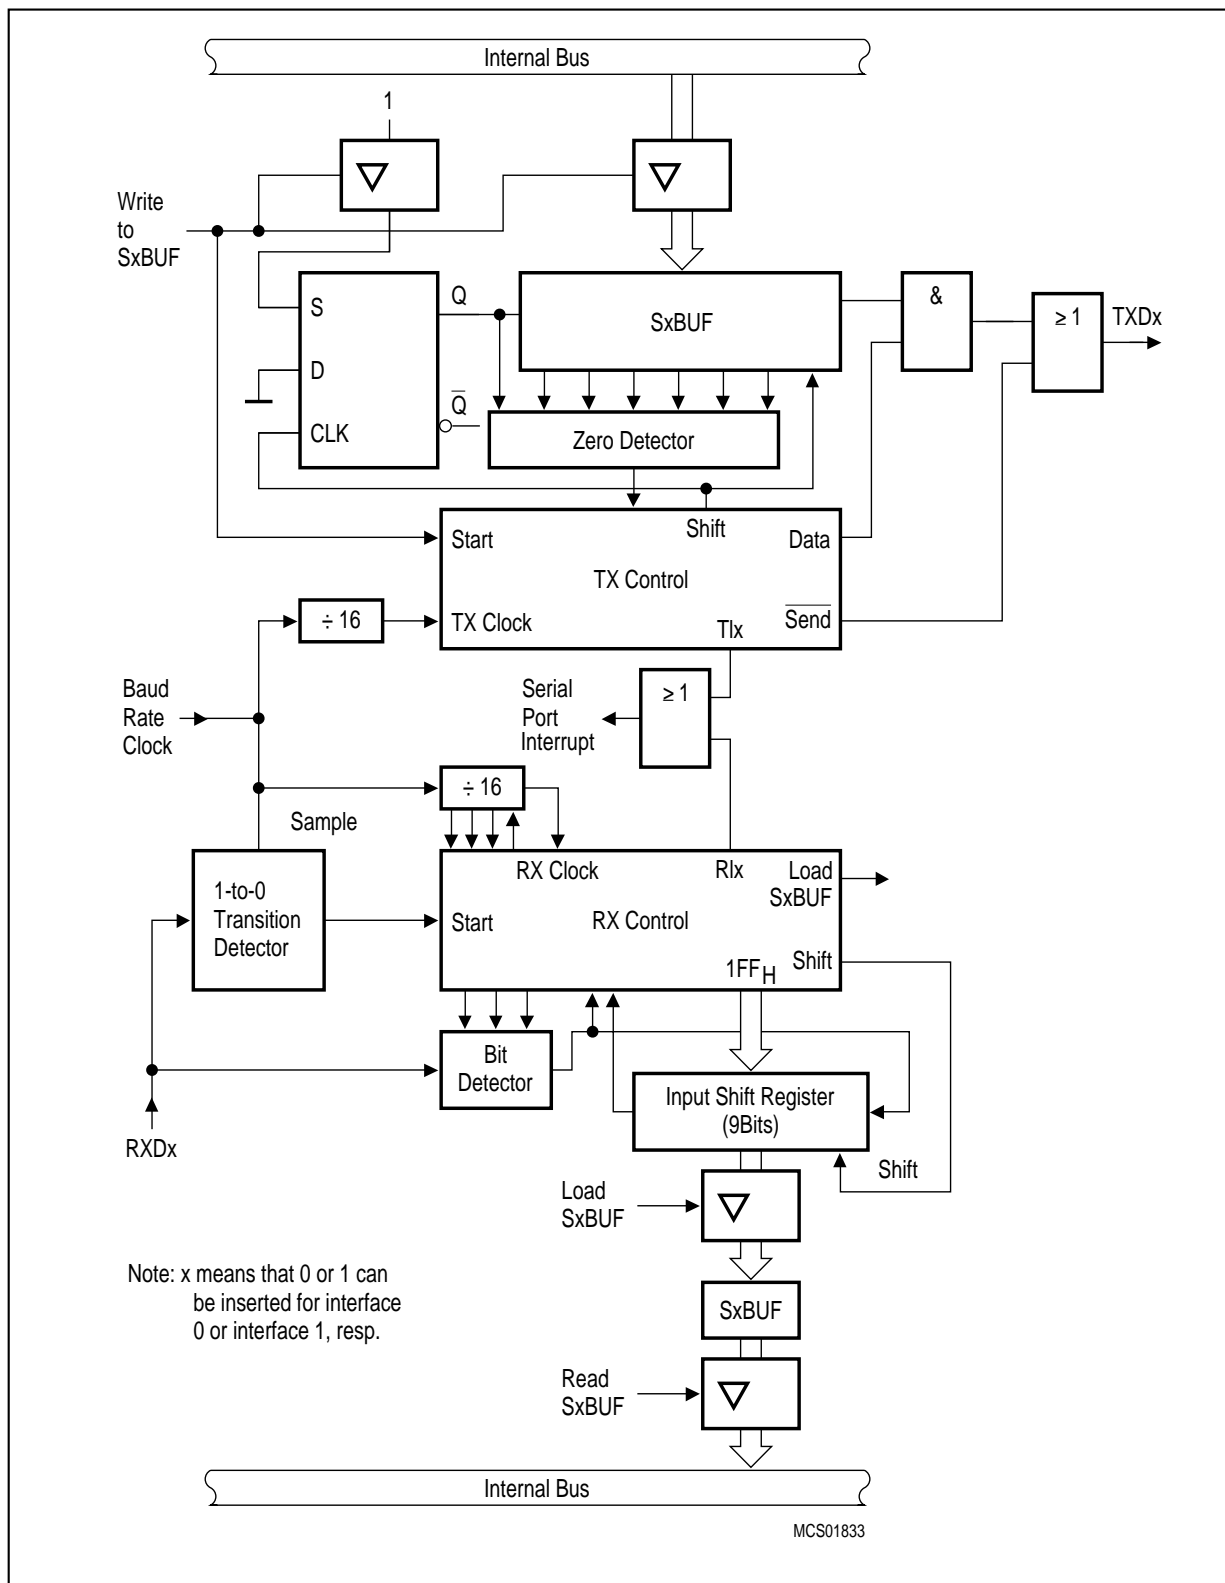 Internal Bus
1
Write
to
SxBUF
S
D
CLK
Q
Q̅
SxBUF
&
≥ 1
TXDx
Zero Detector
Start
Shift
Data
TX Control
÷ 16
TX Clock
TIx
S̅e̅n̅d̅
Baud
Rate
Clock
Serial
Port
Interrupt
≥ 1
÷ 16
Sample
1-to-0
Transition
Detector
RX Clock
RIx
Load
SxBUF
Start
RX Control
1FFH
Shift
Bit
Detector
Input Shift Register
(9Bits)
RXDx
Shift
Load
SxBUF
Note: x means that 0 or 1 can
be inserted for interface
0 or interface 1, resp.
SxBUF
Read
SxBUF
Internal Bus
MCS01833